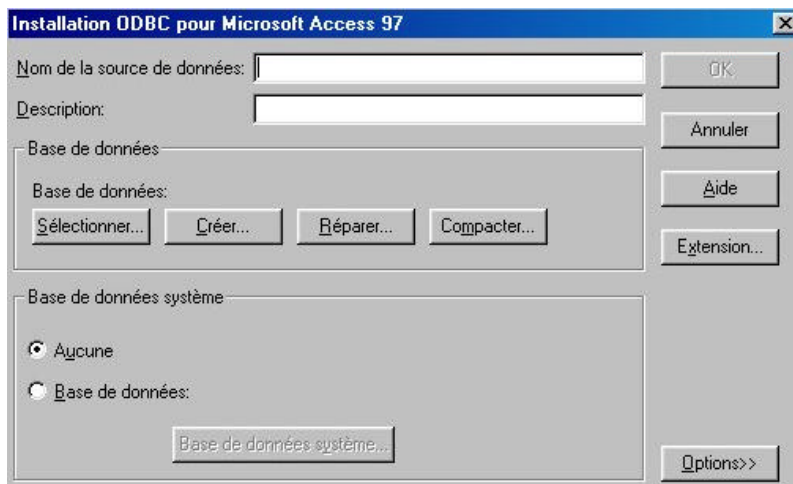 Installation ODBC pour Microsoft Access 97
Nom de la source de données:
OK
Description:
Annuler
Base de données
Base de données:
Aide
Sélectionner...
Créer...
Réparer...
Compacter...
Extension...
Base de données système
Aucune
Base de données:
Base de données système...
Options>>